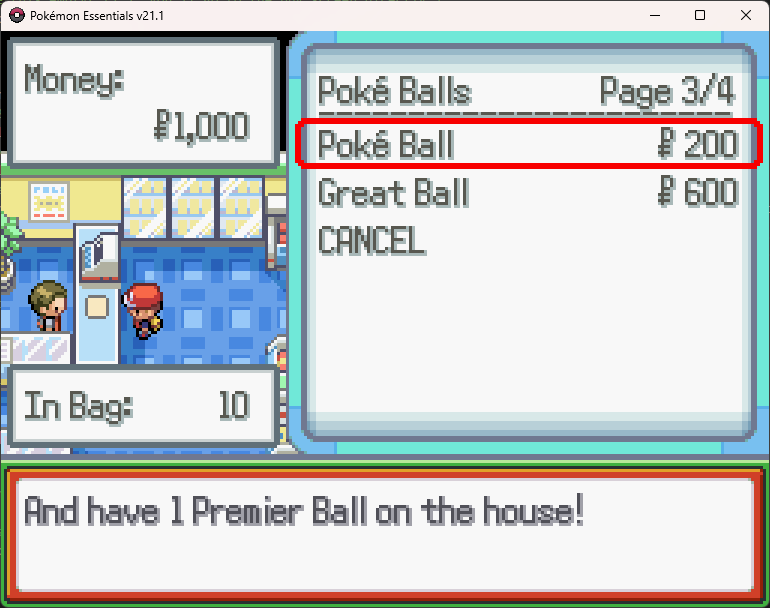 Pokémon Essentials v21.1
Money:
₽1,000
Poké Balls Page 3/4
Poké Ball ₽ 200
Great Ball ₽ 600
CANCEL
In Bag: 10
And have 1 Premier Ball on the house!